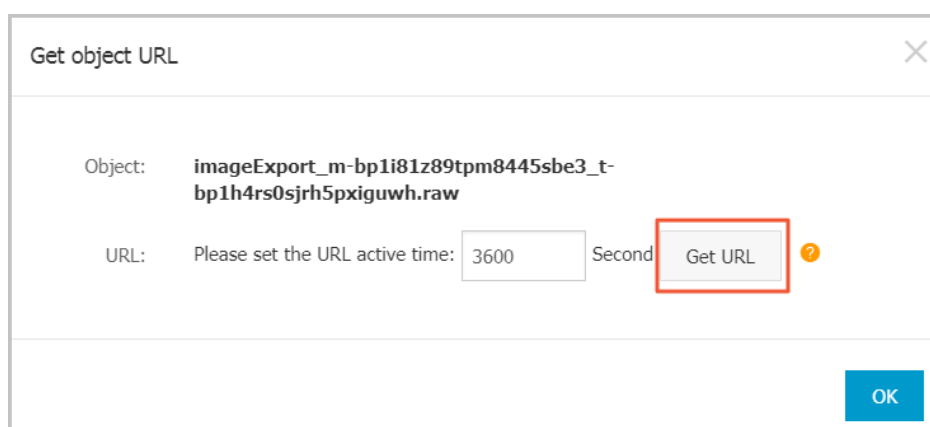 Get object URL
Object: imageExport_m-bp1i81z89tpm8445sbe3_t-
bp1h4rs0sjrh5pxiguwh.raw
URL: Please set the URL active time: 3600 Second Get URL ?
OK